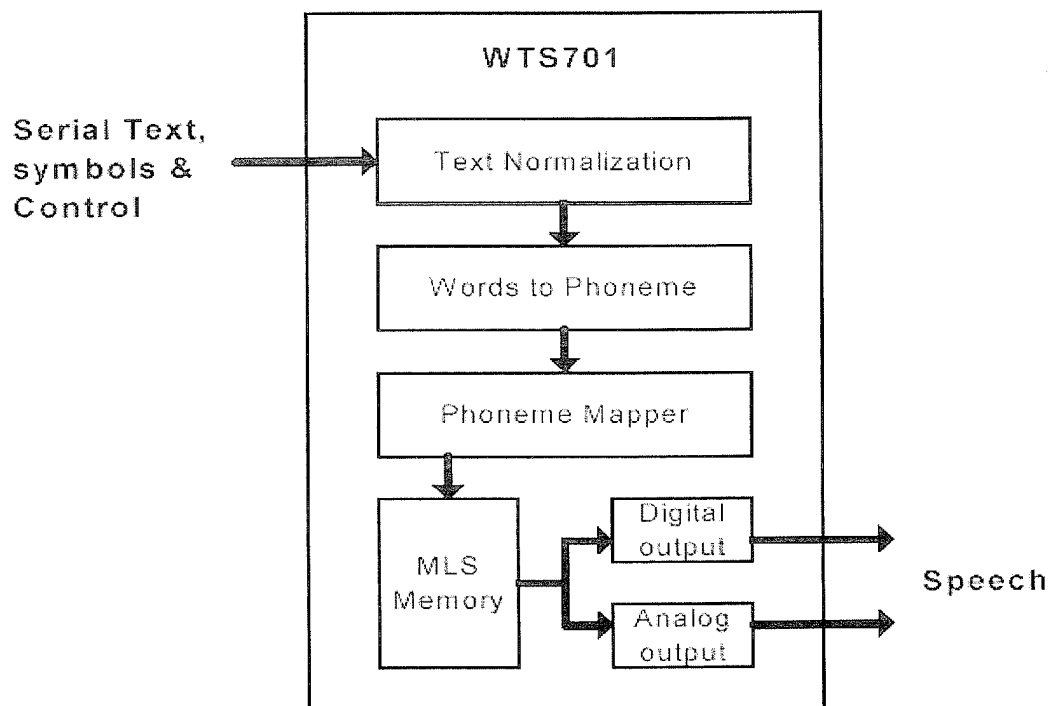 WTS701
Serial Text,
symbols &
Control
Text Normalization
Words to Phoneme
Phoneme Mapper
MLS
Memory
Digital
output
Analog
output
Speech